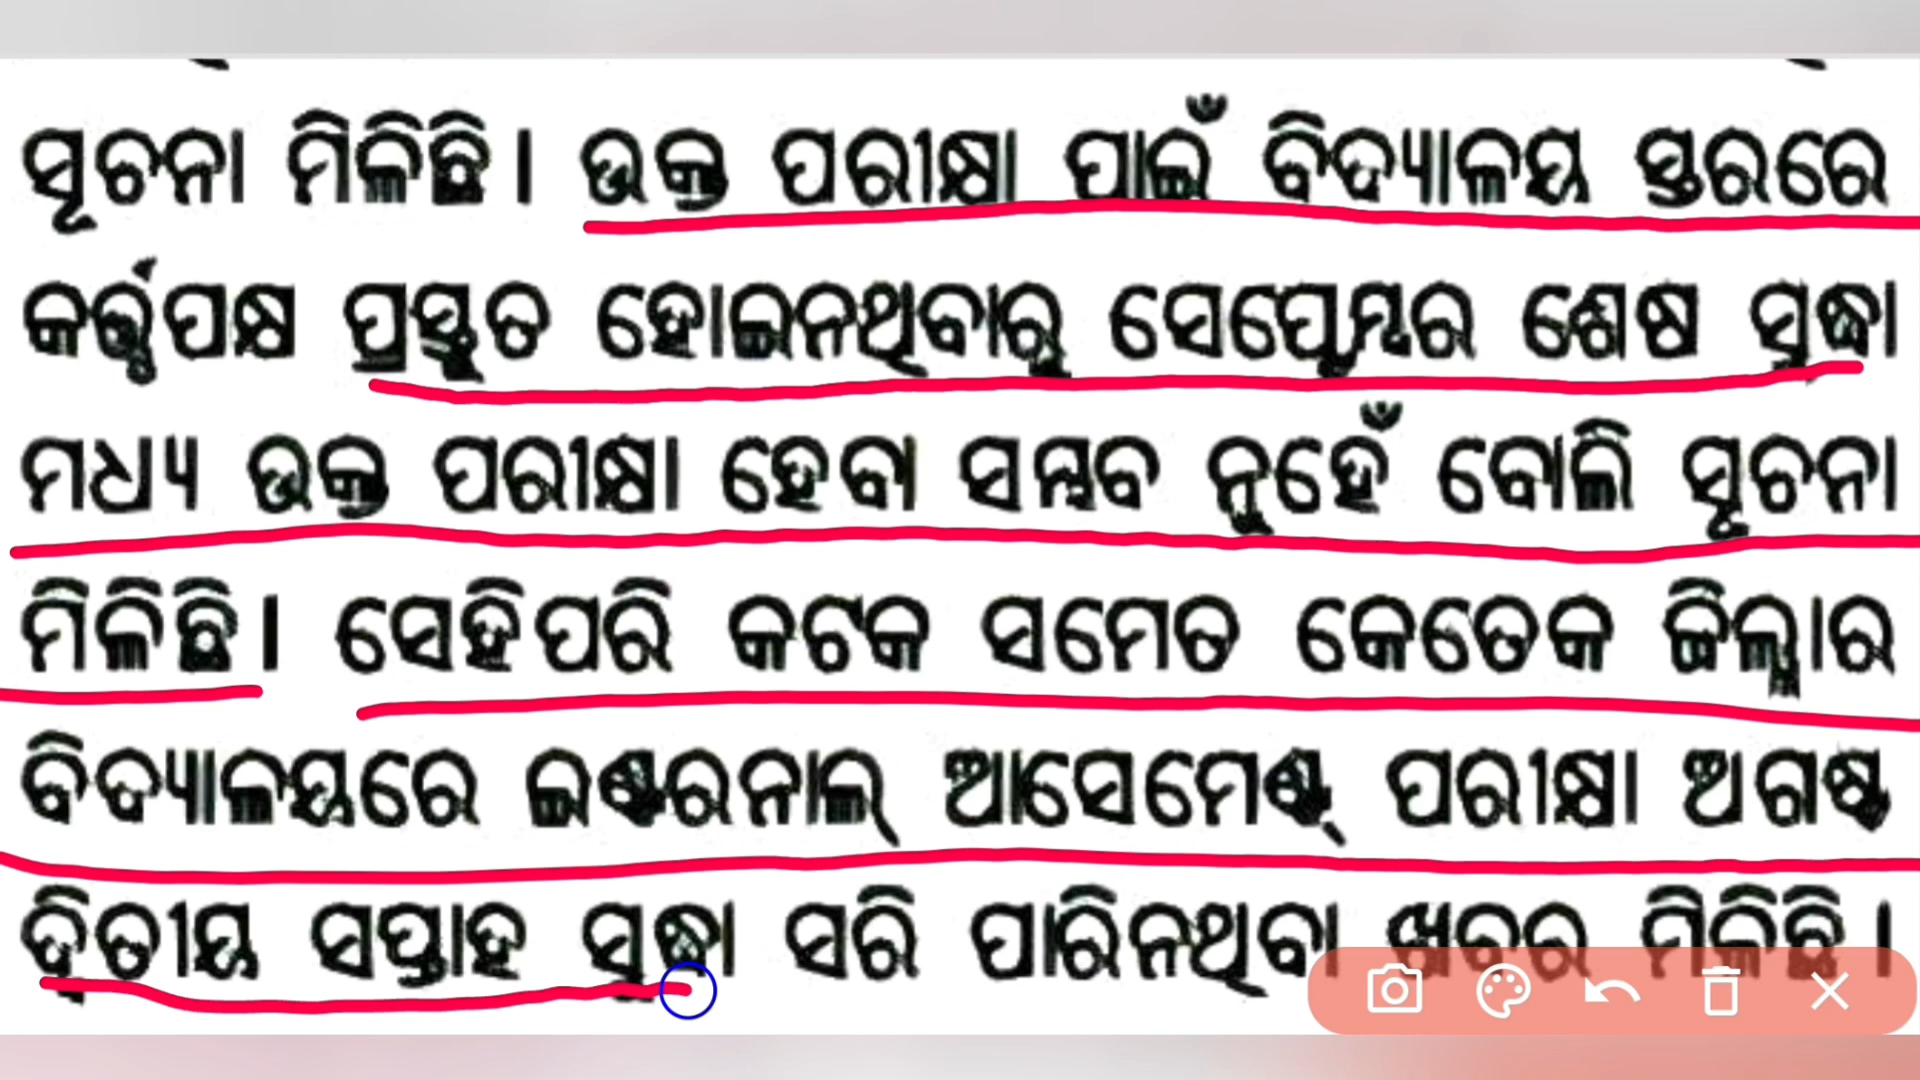 ସୂଚନା ମିଳିଛି । ଉକ୍ତ ପରୀକ୍ଷା ପାଇଁ ବିଦ୍ୟାଳୟ ସ୍ତରରେ
କର୍ତ୍ତୃପକ୍ଷ ପ୍ରସ୍ତୁତ ହୋଇନଥିବାରୁ ସେପ୍ଟେମ୍ବର ଶେଷ ସୁଦ୍ଧା
ମଧ୍ୟ ଉକ୍ତ ପରୀକ୍ଷା ହେବା ସମ୍ଭବ ନୁହେଁ ବୋଲି ସୂଚନା
ମିଳିଛି । ସେହିପରି କଟକ ସମେତ କେତେକ ଜିଲ୍ଲାର
ବିଦ୍ୟାଳୟରେ ଇଣ୍ଟରନାଲ୍ ଆସେସମେଣ୍ଟ୍ ପରୀକ୍ଷା ଅଗଷ୍ଟ
ଦ୍ୱିତୀୟ ସପ୍ତାହ ସୁଦ୍ଧା ସରି ପାରିନଥିବା ଖବର ମିଳିଛି ।